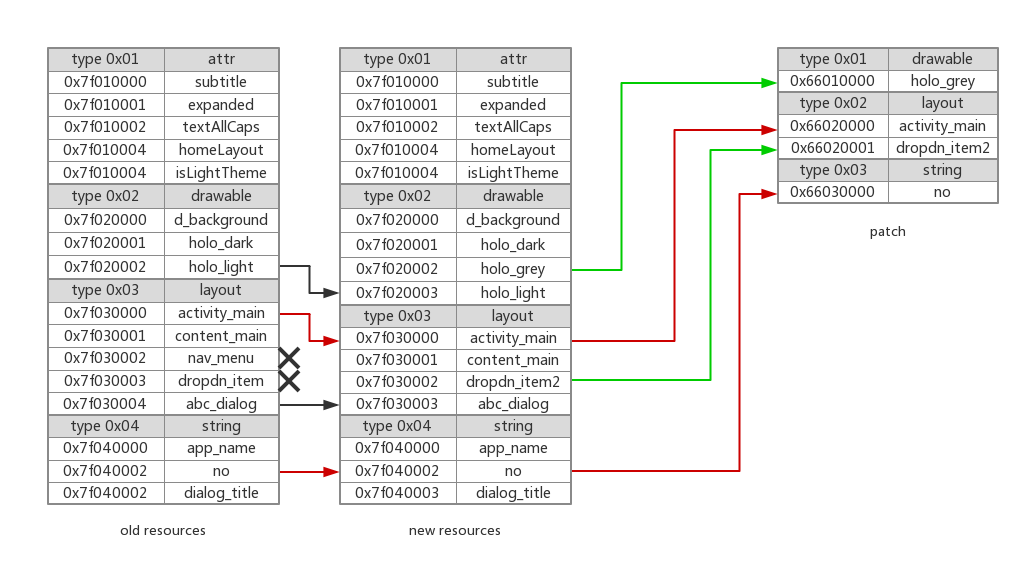 type 0x01 attr
0x7f010000 subtitle
0x7f010001 expanded
0x7f010002 textAllCaps
0x7f010004 homeLayout
0x7f010004 isLightTheme
type 0x02 drawable
0x7f020000 d_background
0x7f020001 holo_dark
0x7f020002 holo_light
type 0x03 layout
0x7f030000 activity_main
0x7f030001 content_main
0x7f030002 nav_menu
0x7f030003 dropdn_item
0x7f030004 abc_dialog
type 0x04 string
0x7f040000 app_name
0x7f040002 no
0x7f040002 dialog_title
old resources
type 0x01 attr
0x7f010000 subtitle
0x7f010001 expanded
0x7f010002 textAllCaps
0x7f010004 homeLayout
0x7f010004 isLightTheme
type 0x02 drawable
0x7f020000 d_background
0x7f020001 holo_dark
0x7f020002 holo_grey
0x7f020003 holo_light
type 0x03 layout
0x7f030000 activity_main
0x7f030001 content_main
0x7f030002 dropdn_item2
0x7f030003 abc_dialog
type 0x04 string
0x7f040000 app_name
0x7f040002 no
0x7f040003 dialog_title
new resources
type 0x01 drawable
0x66010000 holo_grey
type 0x02 layout
0x66020000 activity_main
0x66020001 dropdn_item2
type 0x03 string
0x66030000 no
patch